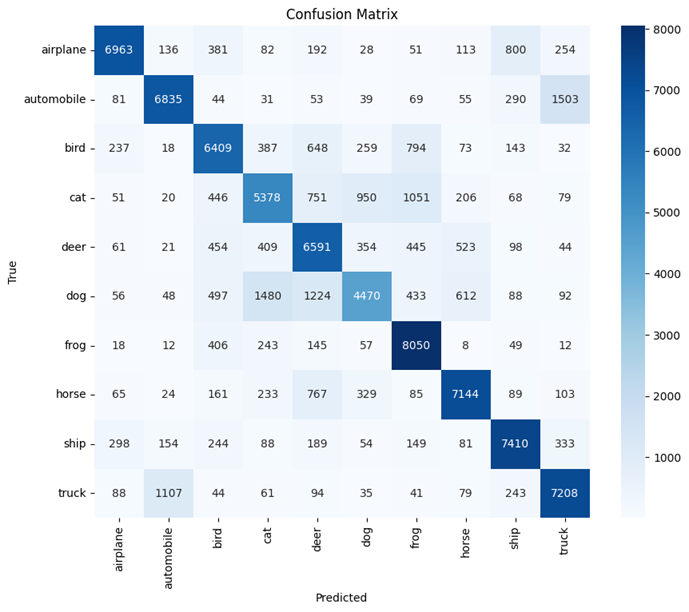 Confusion Matrix
airplane 6963 136 381 82 192 28 51 113 800 254
automobile 81 6835 44 31 53 39 69 55 290 1503
bird 237 18 6409 387 648 259 794 73 143 32
cat 51 20 446 5378 751 950 1051 206 68 79
deer 61 21 454 409 6591 354 445 523 98 44
dog 56 48 497 1480 1224 4470 433 612 88 92
frog 18 12 406 243 145 57 8050 8 49 12
horse 65 24 161 233 767 329 85 7144 89 103
ship 298 154 244 88 189 54 149 81 7410 333
truck 88 1107 44 61 94 35 41 79 243 7208
airplane automobile bird cat deer dog frog horse ship truck
Predicted
True
8000
7000
6000
5000
4000
3000
2000
1000